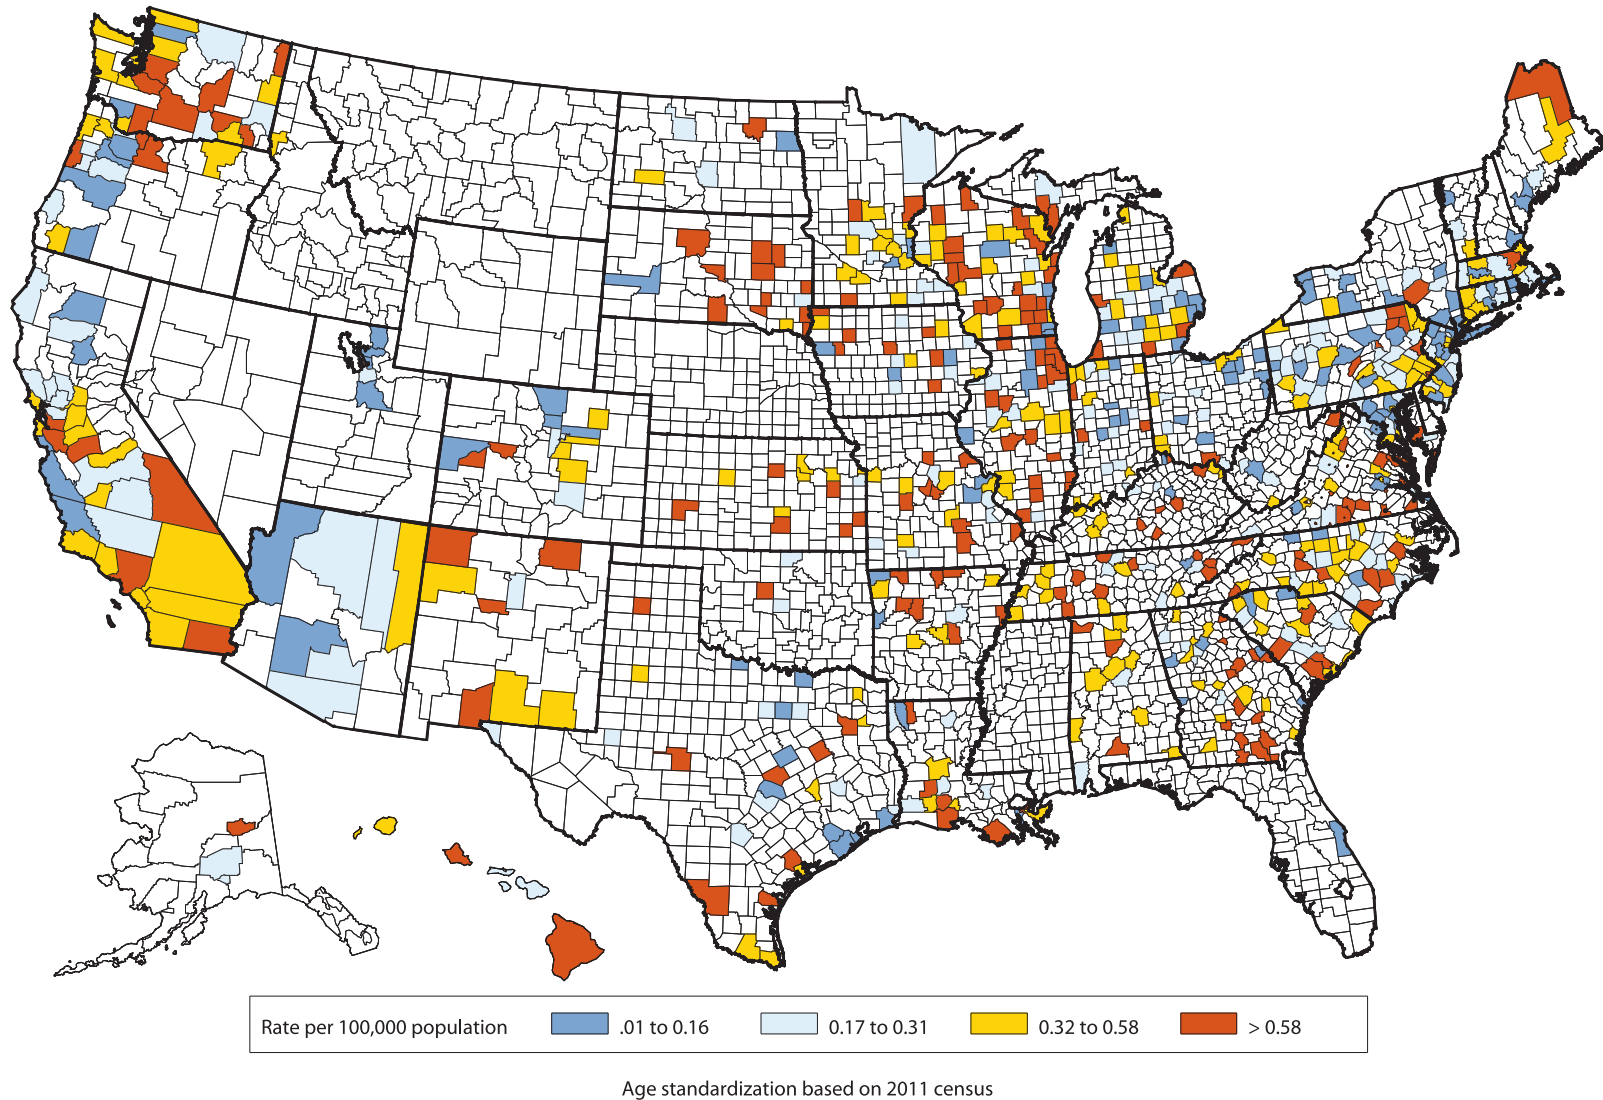 Rate per 100,000 population .01 to 0.16 0.17 to 0.31 0.32 to 0.58 > 0.58
Age standardization based on 2011 census